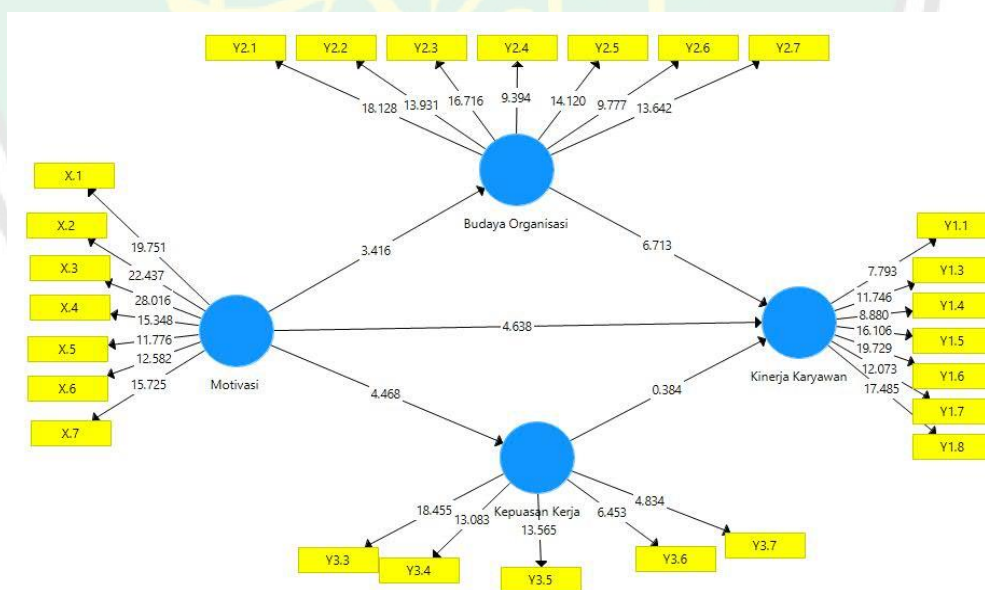 Y2.1 Y2.2 Y2.3 Y2.4 Y2.5 Y2.6 Y2.7
18.128 13.931 16.716 9.394 14.120 9.777 13.642
Budaya Organisasi
X.1
X.2
X.3
X.4
X.5
X.6
X.7
19.751
22.437
28.016
15.348
11.776
12.582
15.725
Motivasi
3.416
6.713
4.638
4.468
0.384
Kinerja Karyawan
7.793
11.746
8.880
16.106
19.729
12.073
17.485
Y1.1
Y1.3
Y1.4
Y1.5
Y1.6
Y1.7
Y1.8
Kepuasan Kerja
18.455 13.083 13.565 6.453 4.834
Y3.3 Y3.4 Y3.5 Y3.6 Y3.7